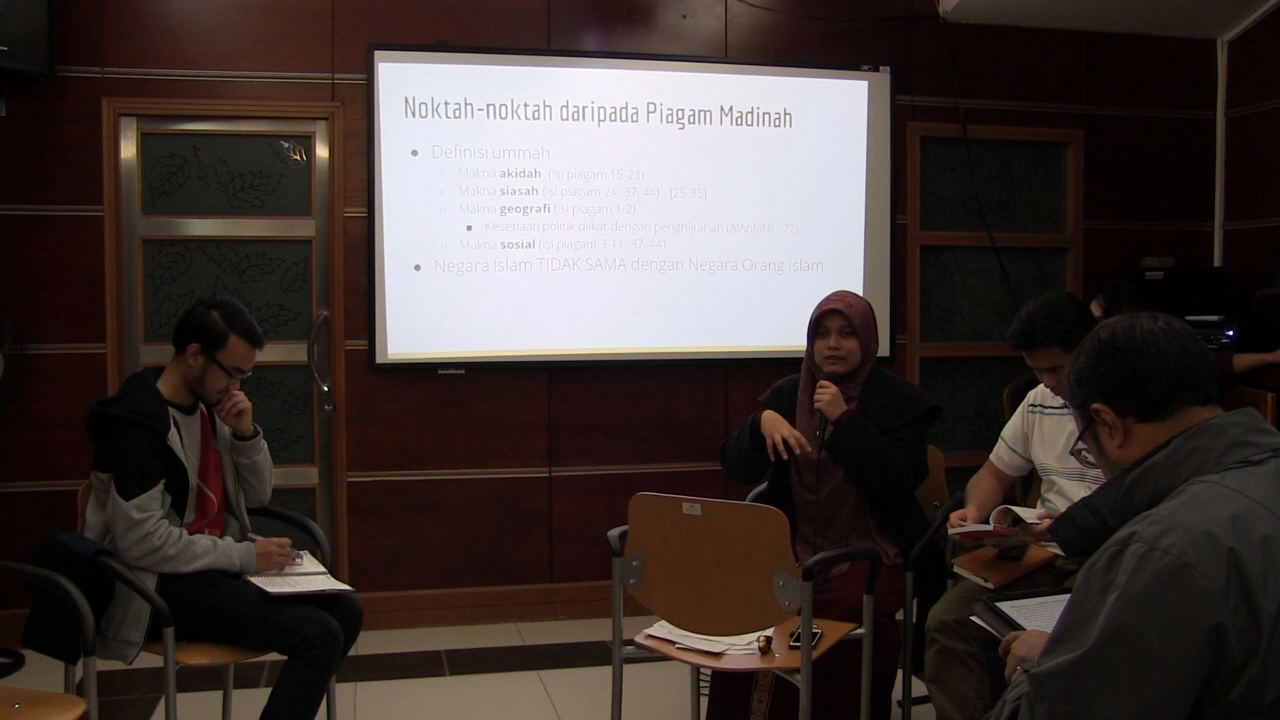 Noktah-noktah daripada Piagam Madinah
Definisi ummah
Makna akidah (isi piagam 15-23)
Makna siasah (isi piagam 24, 37, 44) - [25-35]
Makna geografi (isi piagam 1-2)
Kesetiaan politik diikat dengan penghijrahan (AlAnfal 8 : 72)
Makna sosial (isi piagam 3-11, 37, 44)
Negara Islam TIDAK SAMA dengan Negara Orang Islam